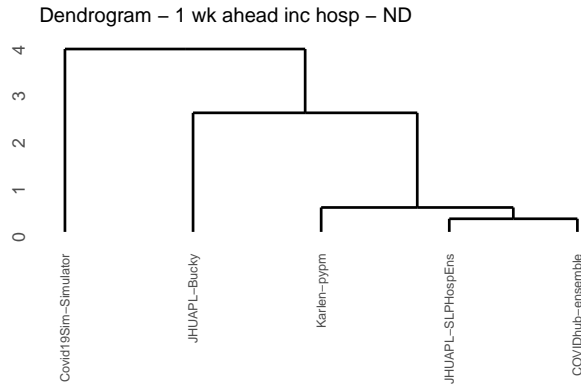 Dendrogram − 1 wk ahead inc hosp − ND
4
3
2
1
0
Covid19Sim−Simulator
JHUAPL−Bucky
Karlen−pypm
JHUAPL−SLPHospEns
COVIDhub−ensemble